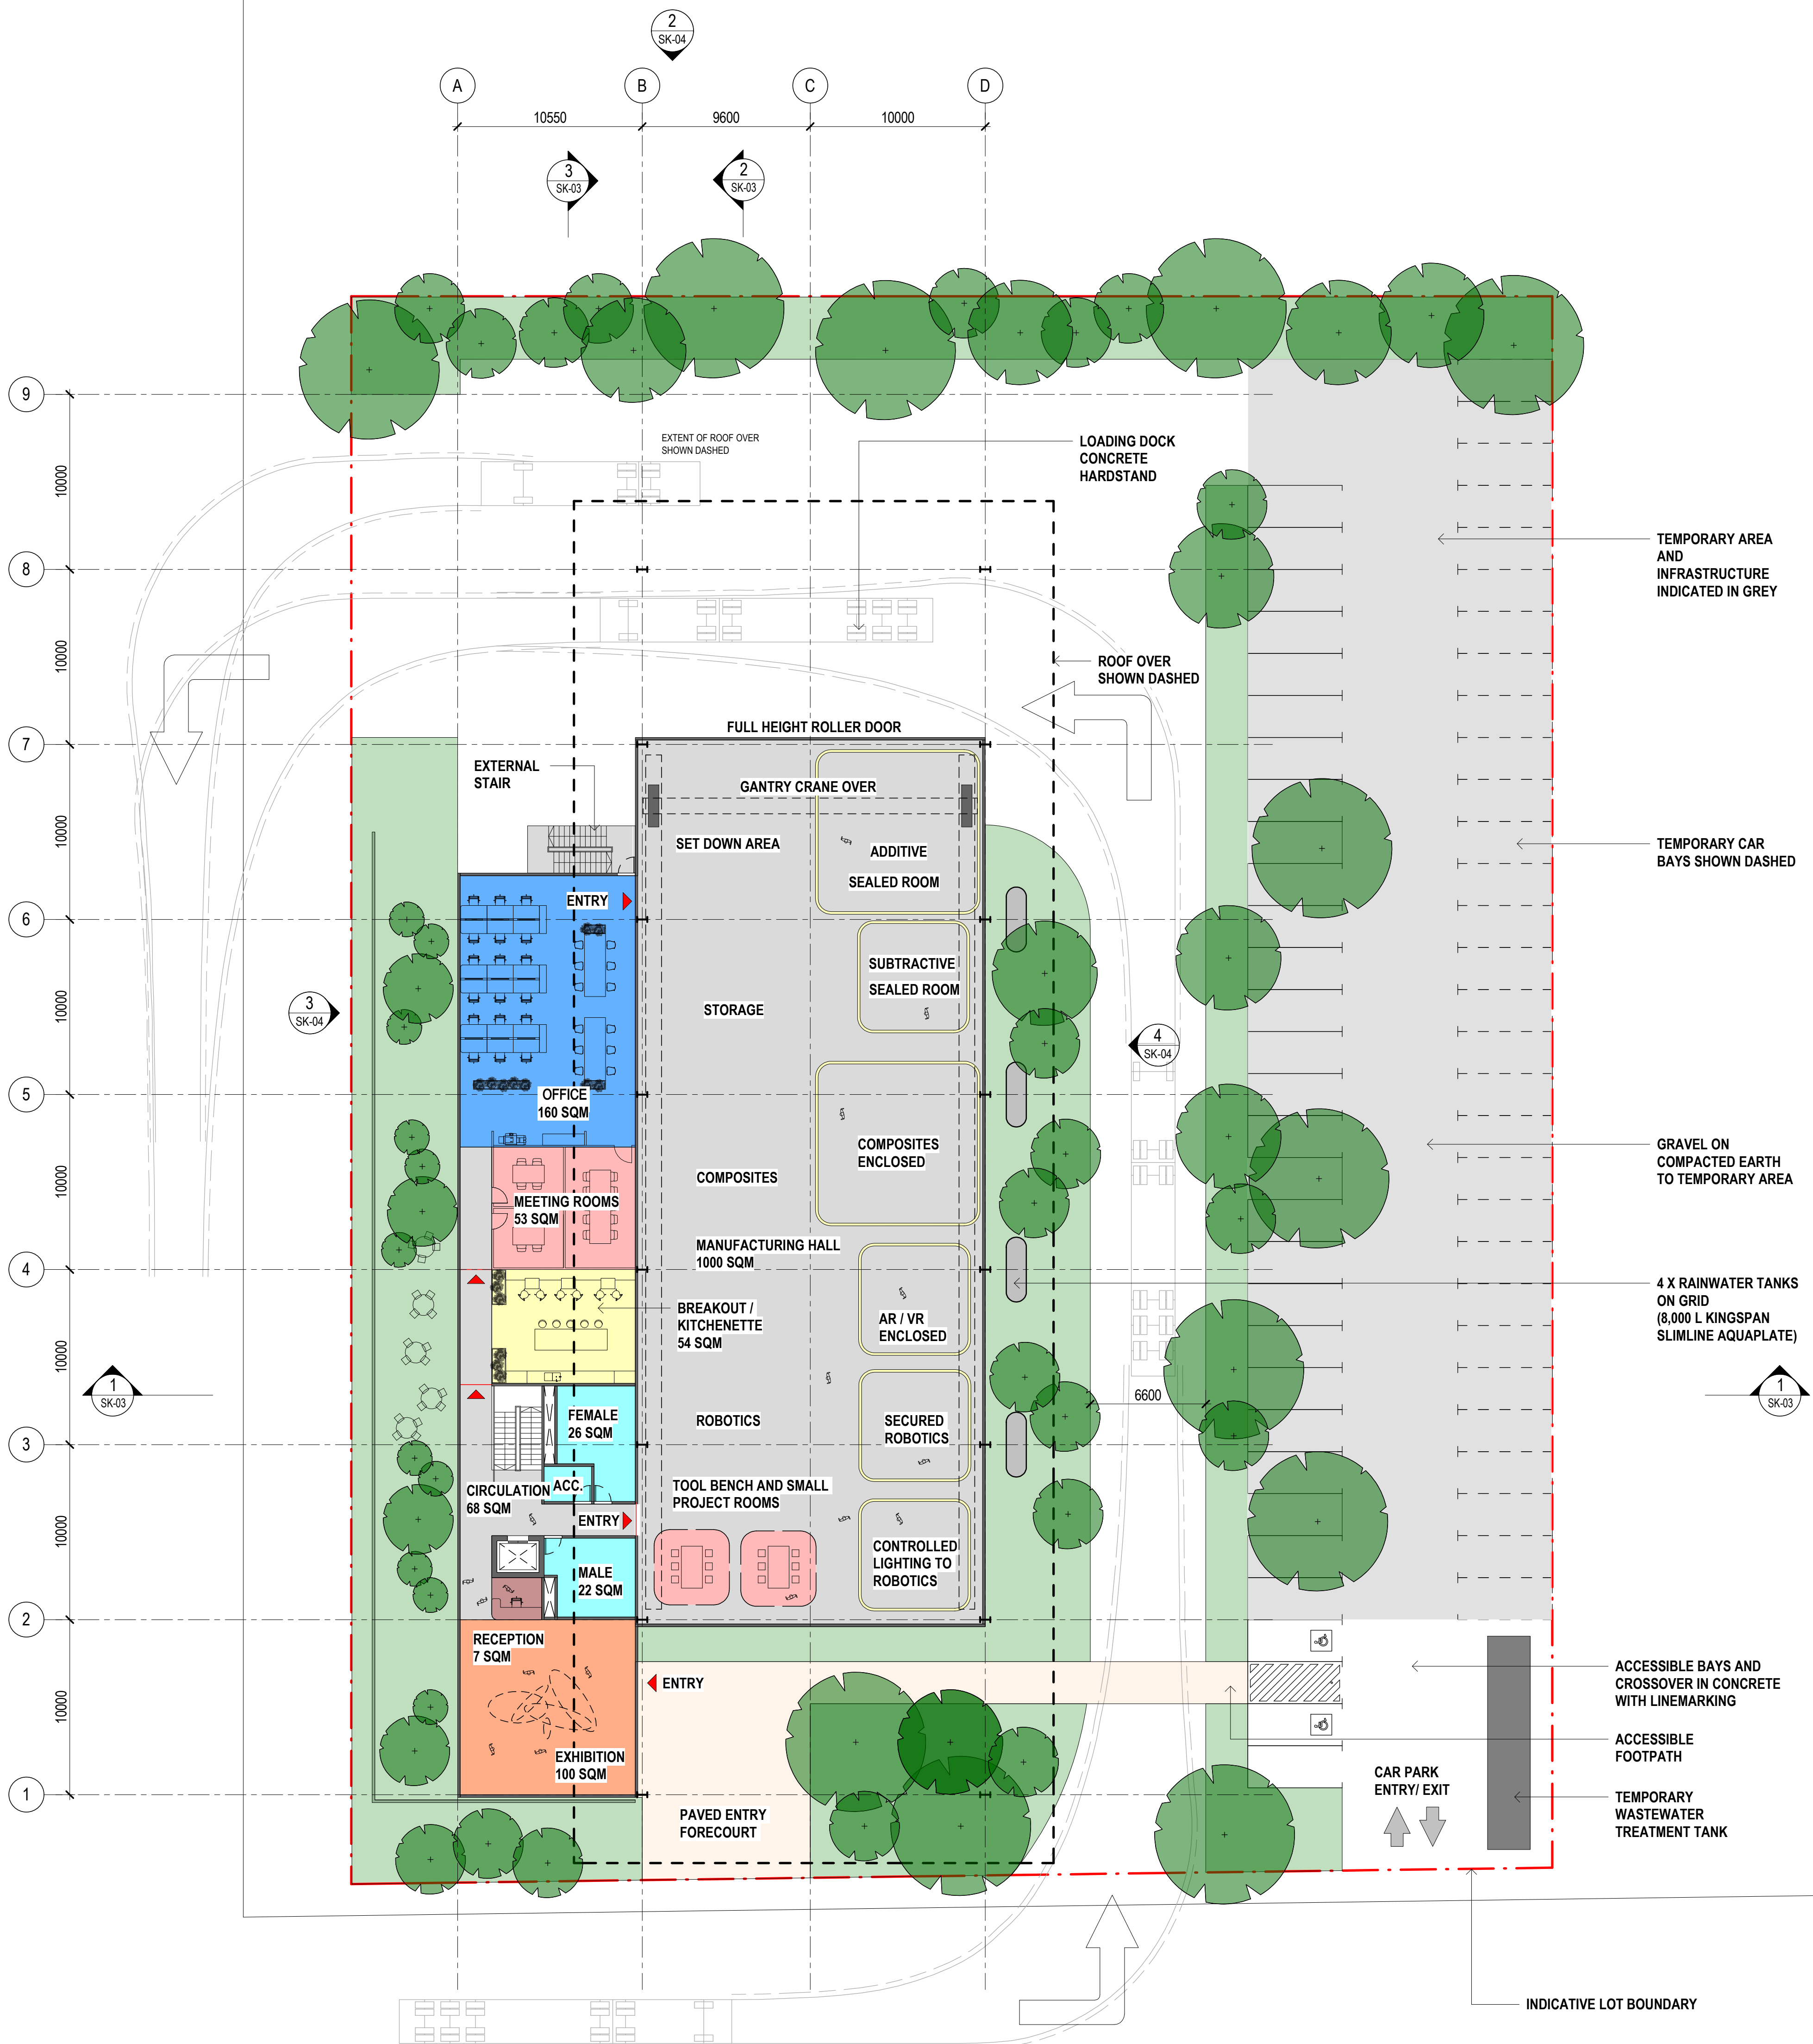 2
SK-04
A
B
C
D
10550
9600
10000
3
SK-03
2
SK-03
9
8
7
6
5
4
3
2
1
10000
10000
10000
10000
10000
10000
10000
10000
EXTENT OF ROOF OVER
SHOWN DASHED
LOADING DOCK
CONCRETE
HARDSTAND
TEMPORARY AREA
AND
INFRASTRUCTURE
INDICATED IN GREY
ROOF OVER
SHOWN DASHED
FULL HEIGHT ROLLER DOOR
EXTERNAL
STAIR
GANTRY CRANE OVER
SET DOWN AREA
ADDITIVE
SEALED ROOM
TEMPORARY CAR
BAYS SHOWN DASHED
ENTRY
SUBTRACTIVE
SEALED ROOM
STORAGE
3
SK-04
4
SK-04
OFFICE
160 SQM
COMPOSITES
ENCLOSED
GRAVEL ON
COMPACTED EARTH
TO TEMPORARY AREA
COMPOSITES
MEETING ROOMS
53 SQM
MANUFACTURING HALL
1000 SQM
BREAKOUT /
KITCHENETTE
54 SQM
AR / VR
ENCLOSED
4 X RAINWATER TANKS
ON GRID
(8,000 L KINGSPAN
SLIMLINE AQUAPLATE)
1
SK-03
6600
1
SK-03
FEMALE
26 SQM
ROBOTICS
SECURED
ROBOTICS
CIRCULATION
68 SQM
ACC.
TOOL BENCH AND SMALL
PROJECT ROOMS
ENTRY
MALE
22 SQM
CONTROLLED
LIGHTING TO
ROBOTICS
RECEPTION
7 SQM
ENTRY
ACCESSIBLE BAYS AND
CROSSOVER IN CONCRETE
WITH LINEMARKING
ACCESSIBLE
FOOTPATH
EXHIBITION
100 SQM
CAR PARK
ENTRY/ EXIT
PAVED ENTRY
FORECOURT
TEMPORARY
WASTEWATER
TREATMENT TANK
INDICATIVE LOT BOUNDARY